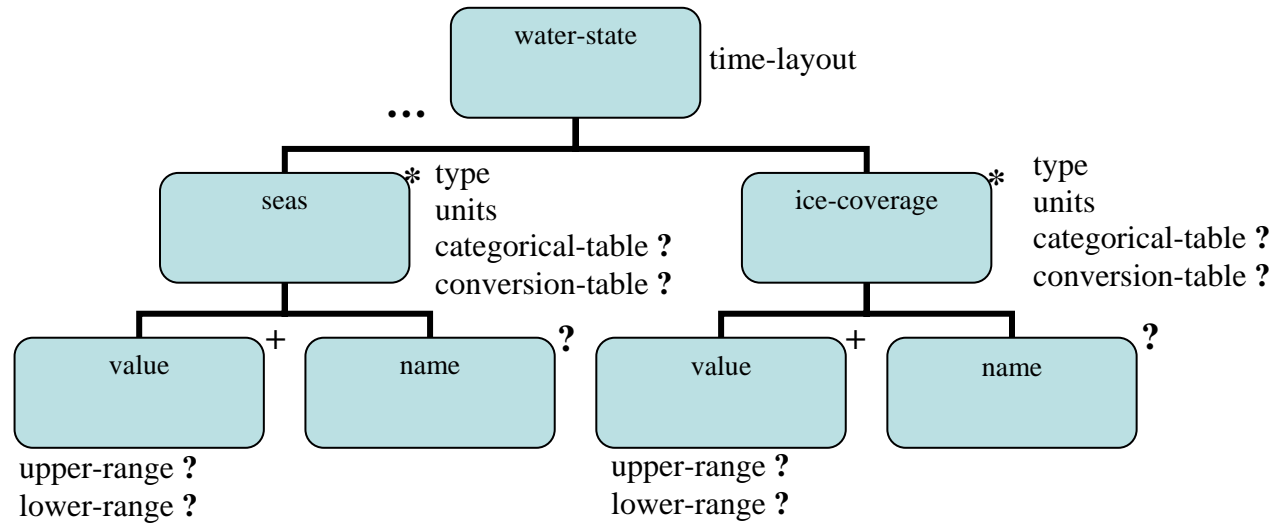 water-state
time-layout
...
seas
*
type
units
categorical-table ?
conversion-table ?
ice-coverage
*
type
units
categorical-table ?
conversion-table ?
value
+
name
?
value
+
name
?
upper-range ?
lower-range ?
upper-range ?
lower-range ?